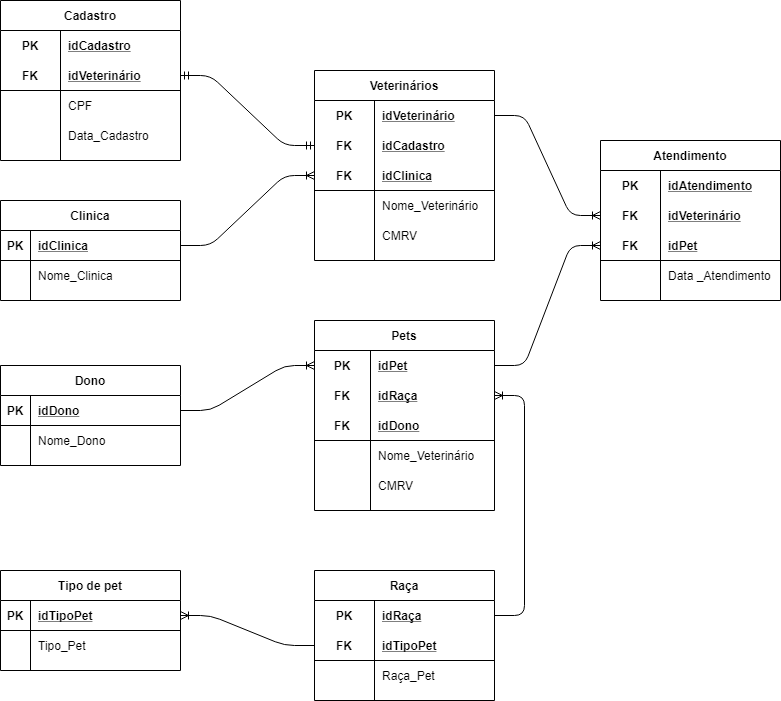 Cadastro
PK idCadastro
FK idVeterinário
CPF
Data_Cadastro
Veterinários
PK idVeterinário
FK idCadastro
FK idClinica
Nome_Veterinário
CMRV
Atendimento
PK idAtendimento
FK idVeterinário
FK idPet
Data _Atendimento
Clinica
PK idClinica
Nome_Clinica
Pets
PK idPet
FK idRaça
FK idDono
Nome_Veterinário
CMRV
Dono
PK idDono
Nome_Dono
Tipo de pet
PK idTipoPet
Tipo_Pet
Raça
PK idRaça
FK idTipoPet
Raça_Pet